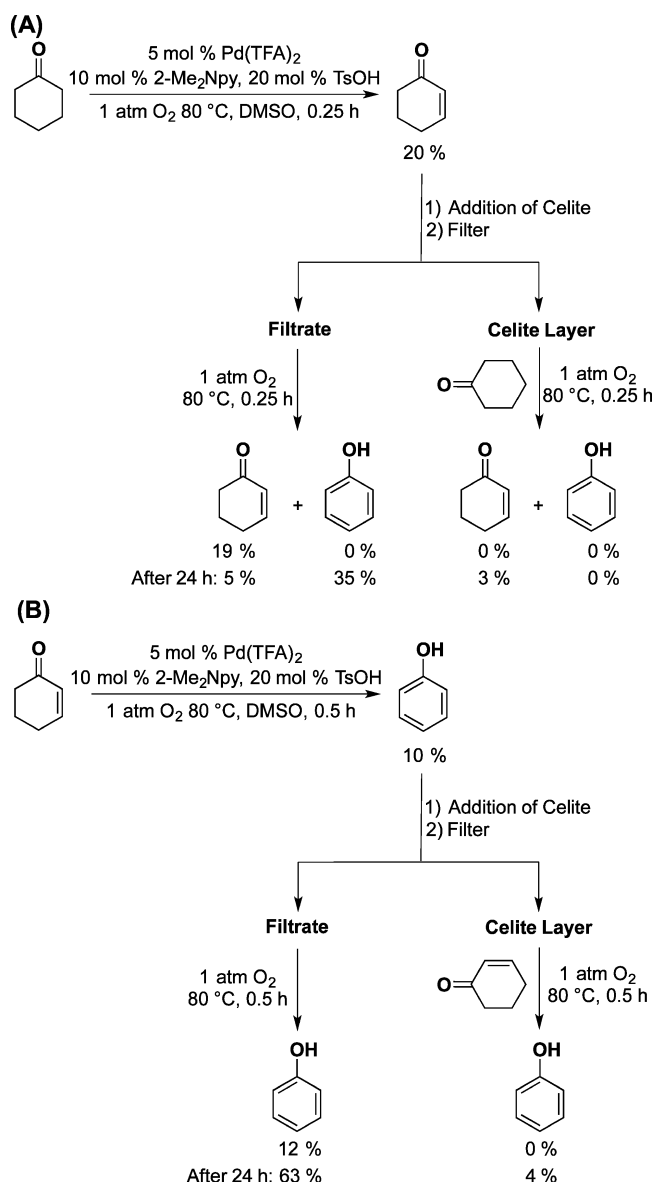 (A)
O
5 mol % Pd(TFA)₂
10 mol % 2-Me₂Npy, 20 mol % TsOH
1 atm O₂ 80 °C, DMSO, 0.25 h
O
20 %
1) Addition of Celite
2) Filter
Filtrate
Celite Layer
1 atm O₂
80 °C, 0.25 h
O
1 atm O₂
80 °C, 0.25 h
O
+
OH
O
+
OH
19 %
0 %
0 %
0 %
After 24 h: 5 %
35 %
3 %
0 %
(B)
O
5 mol % Pd(TFA)₂
10 mol % 2-Me₂Npy, 20 mol % TsOH
1 atm O₂ 80 °C, DMSO, 0.5 h
OH
10 %
1) Addition of Celite
2) Filter
Filtrate
Celite Layer
1 atm O₂
80 °C, 0.5 h
O
1 atm O₂
80 °C, 0.5 h
OH
OH
12 %
0 %
After 24 h: 63 %
4 %